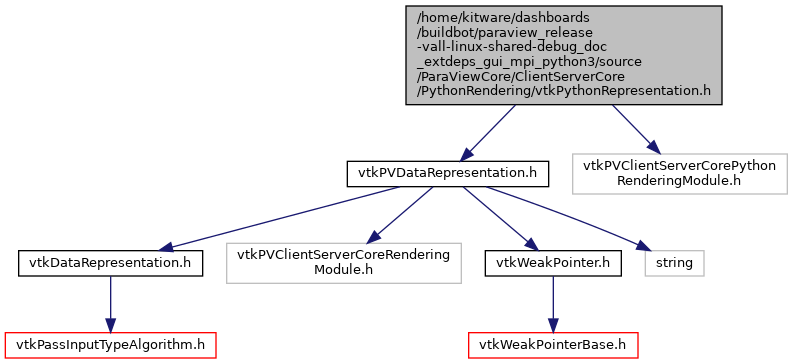 /home/kitware/dashboards
/buildbot/paraview_release
-vall-linux-shared-debug_doc
_extdeps_gui_mpi_python3/source
/ParaViewCore/ClientServerCore
/PythonRendering/vtkPythonRepresentation.h
vtkPVDataRepresentation.h
vtkPVClientServerCorePython
RenderingModule.h
vtkDataRepresentation.h
vtkPVClientServerCoreRendering
Module.h
vtkWeakPointer.h
string
vtkPassInputTypeAlgorithm.h
vtkWeakPointerBase.h